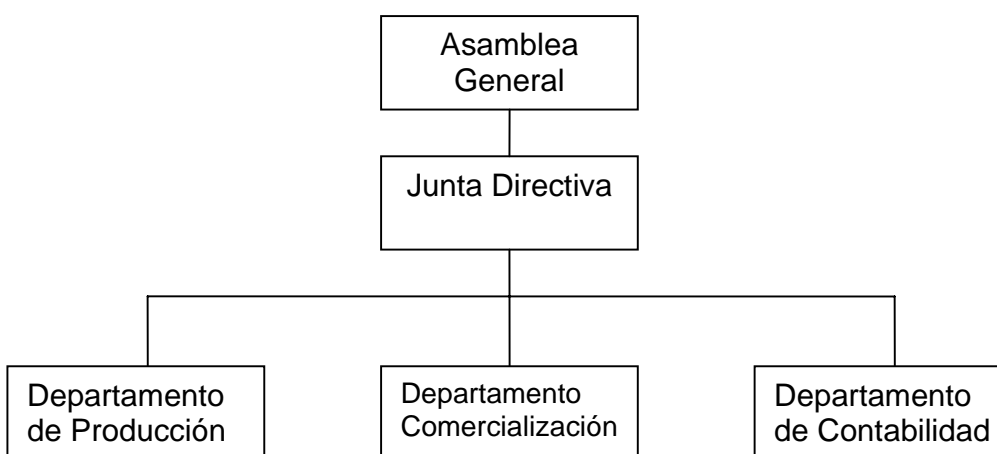 Asamblea
General
Junta Directiva
Departamento
de Producción
Departamento
Comercialización
Departamento
de Contabilidad